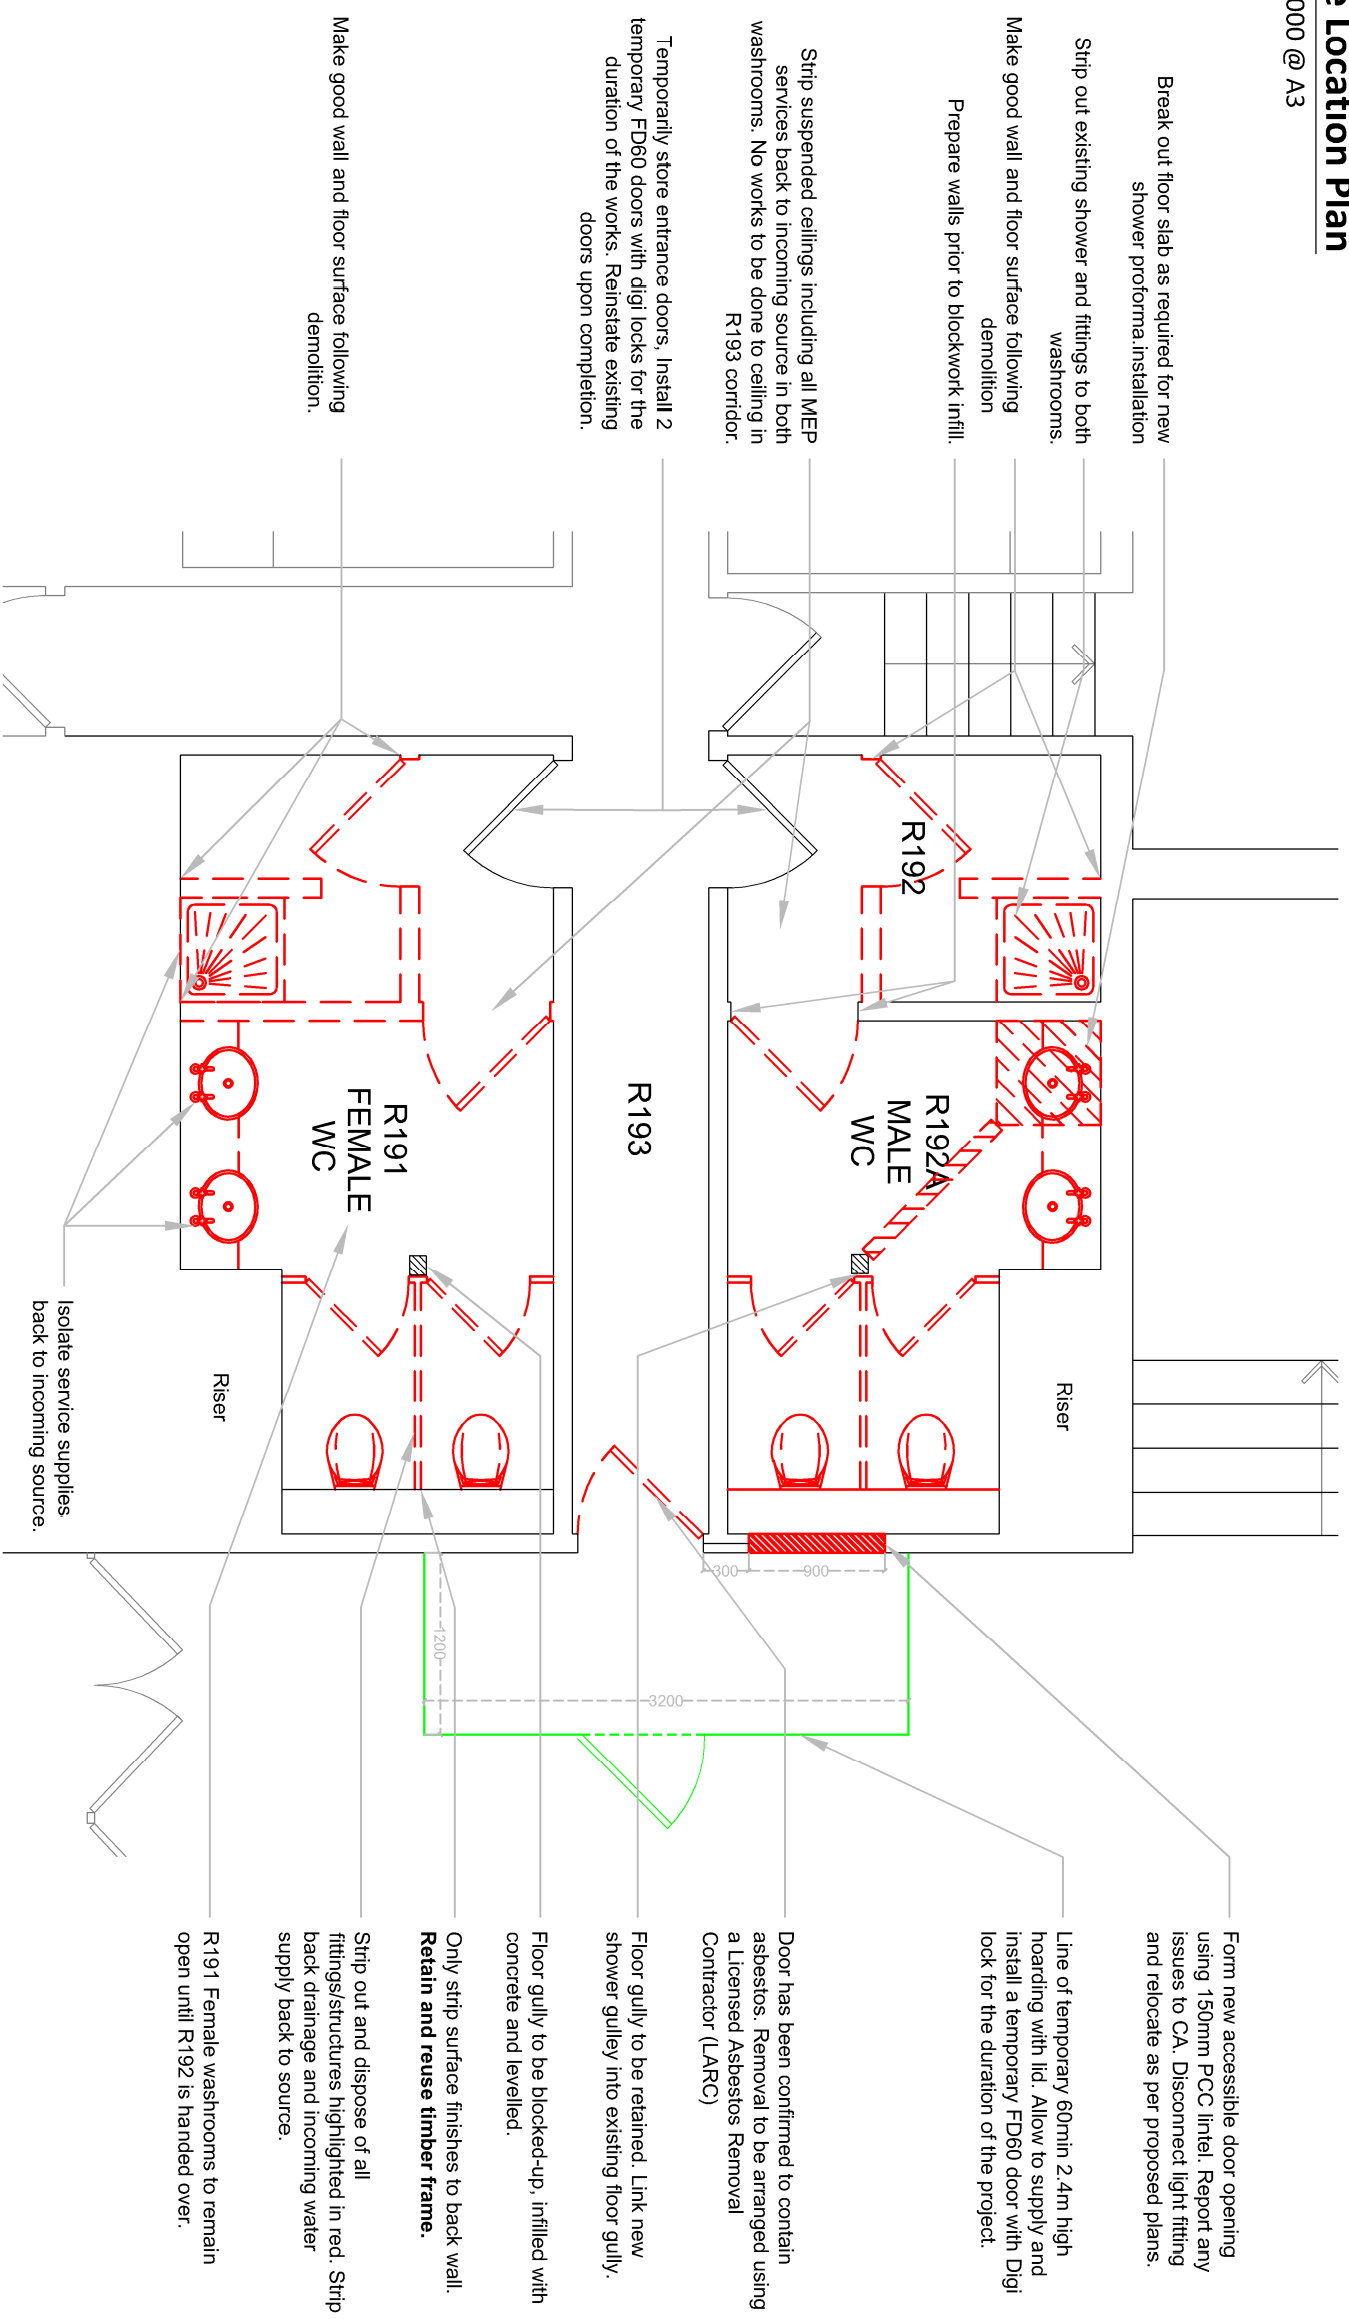 e Location Plan
000 @ A3
Break out floor slab as required for new
shower proforma.installation
Strip out existing shower and fittings to both
washrooms.
Make good wall and floor surface following
demolition
Prepare walls prior to blockwork infill.
Strip suspended ceilings including all MEP
services back to incoming source in both
washrooms. No works to be done to ceiling in
R193 corridor.
Temporarily store entrance doors, Install 2
temporary FD60 doors with digi locks for the
duration of the works. Reinstate existing
doors upon completion.
Make good wall and floor surface following
demolition.
R192
R192A
MALE
WC
R193
R191
FEMALE
WC
Riser
Riser
300
900
1200
3200
Isolate service supplies
back to incoming source.
Form new accessible door opening
using 150mm PCC lintel. Report any
issues to CA. Disconnect light fitting
and relocate as per proposed plans.
Line of temporary 60min 2.4m high
hoarding with lid. Allow to supply and
install a temporary FD60 door with Digi
lock for the duration of the project.
Door has been confirmed to contain
asbestos. Removal to be arranged using
a Licensed Asbestos Removal
Contractor (LARC)
Floor gully to be retained. Link new
shower gulley into existing floor gully.
Floor gully to be blocked-up, infilled with
concrete and levelled.
Only strip surface finishes to back wall.
Retain and reuse timber frame.
Strip out and dispose of all
fittings/structures highlighted in red. Strip
back drainage and incoming water
supply back to source.
R191 Female washrooms to remain
open until R192 is handed over.